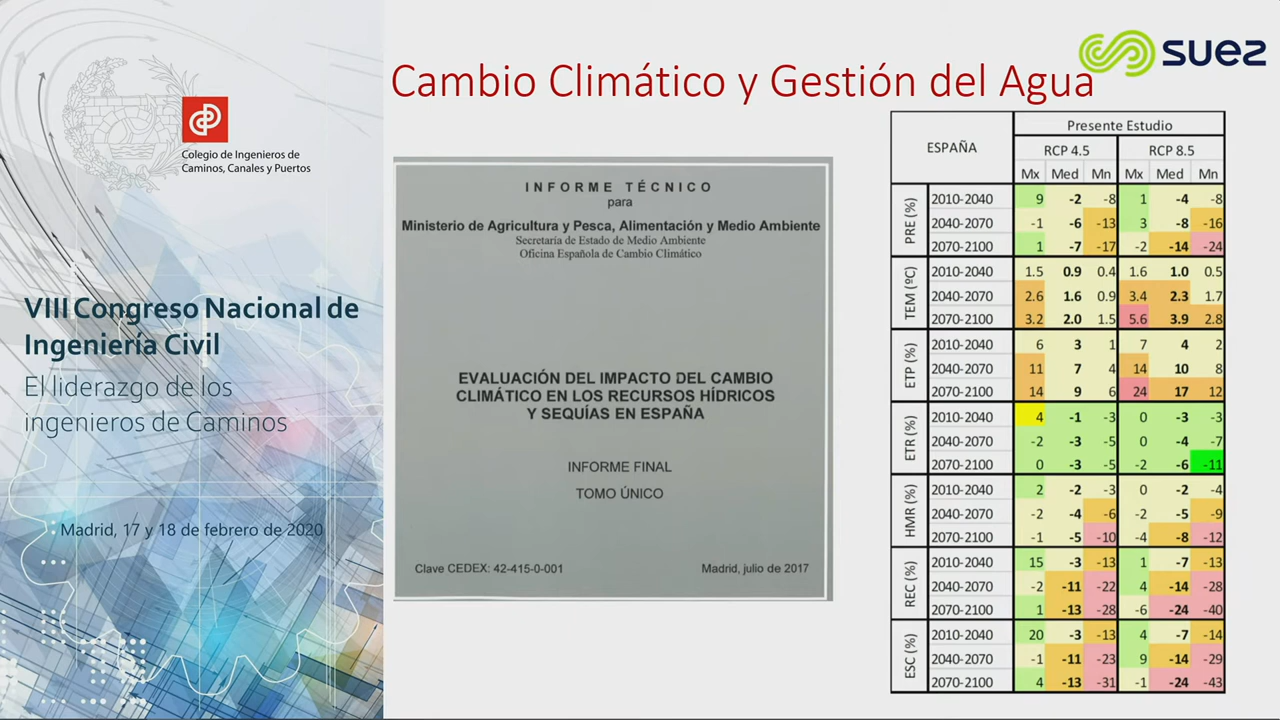 Colegio de Ingenieros de
Caminos, Canales y Puertos
VIII Congreso Nacional de
Ingeniería Civil
El liderazgo de los
ingenieros de Caminos
Madrid, 17 y 18 de febrero de 2020
suez
Cambio Climático y Gestión del Agua
INFORME TÉCNICO
para
Ministerio de Agricultura y Pesca, Alimentación y Medio Ambiente
Secretaría de Estado de Medio Ambiente
Oficina Española de Cambio Climático
EVALUACIÓN DEL IMPACTO DEL CAMBIO
CLIMÁTICO EN LOS RECURSOS HÍDRICOS
Y SEQUÍAS EN ESPAÑA
INFORME FINAL
TOMO ÚNICO
Clave CEDEX: 42-415-0-001 Madrid, julio de 2017
ESPAÑA
Presente Estudio
RCP 4.5 RCP 8.5
Mx Med Mn Mx Med Mn
PRE (%)
2010-2040 9 -2 -8 1 -4 -8
2040-2070 -1 -6 -13 3 -8 -16
2070-2100 1 -7 -17 -2 -14 -24
TEM (ºC)
2010-2040 1.5 0.9 0.4 1.6 1.0 0.5
2040-2070 2.6 1.6 0.9 3.4 2.3 1.7
2070-2100 3.2 2.0 1.5 5.6 3.9 2.8
ETP (%)
2010-2040 6 3 1 7 4 2
2040-2070 11 7 4 14 10 8
2070-2100 14 9 6 24 17 12
ETR (%)
2010-2040 4 -1 -3 0 -3 -3
2040-2070 -2 -3 -5 0 -4 -7
2070-2100 0 -3 -5 -2 -6 -11
HMR (%)
2010-2040 2 -2 -3 0 -2 -4
2040-2070 -2 -4 -6 -2 -5 -9
2070-2100 -1 -5 -10 -4 -8 -12
REC (%)
2010-2040 15 -3 -13 1 -7 -13
2040-2070 -2 -11 -22 4 -14 -28
2070-2100 1 -13 -28 -6 -24 -40
ESC (%)
2010-2040 20 -3 -13 4 -7 -14
2040-2070 -1 -11 -23 9 -14 -29
2070-2100 4 -13 -31 -1 -24 -43